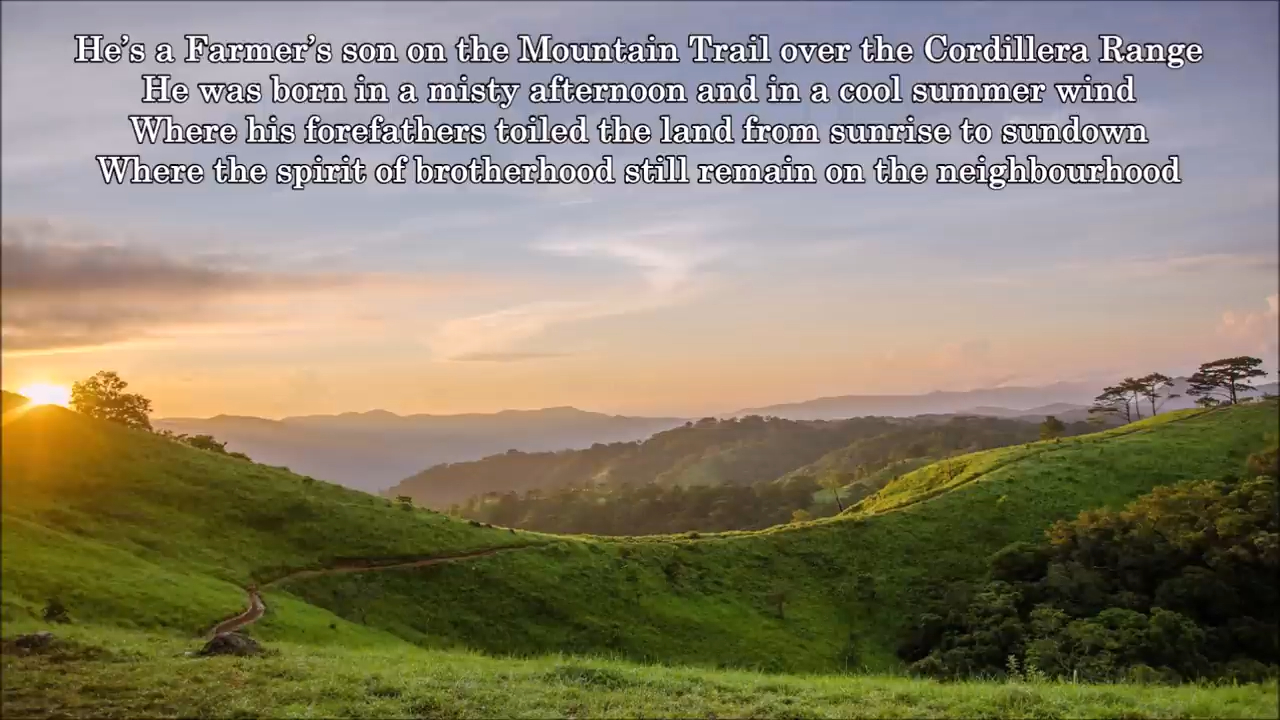 He’s a Farmer’s son on the Mountain Trail over the Cordillera Range
He was born in a misty afternoon and in a cool summer wind
Where his forefathers toiled the land from sunrise to sundown
Where the spirit of brotherhood still remain on the neighbourhood